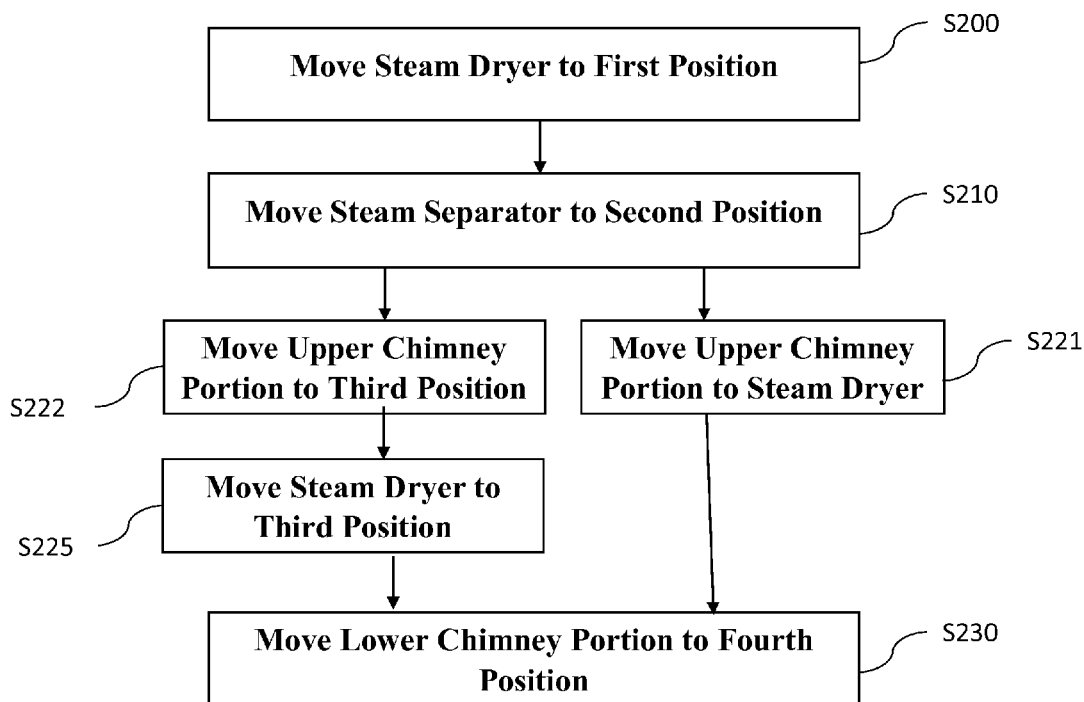 S200
Move Steam Dryer to First Position
S210
Move Steam Separator to Second Position
S222
Move Upper Chimney
Portion to Third Position
S221
Move Upper Chimney
Portion to Steam Dryer
S225
Move Steam Dryer to
Third Position
S230
Move Lower Chimney Portion to Fourth
Position